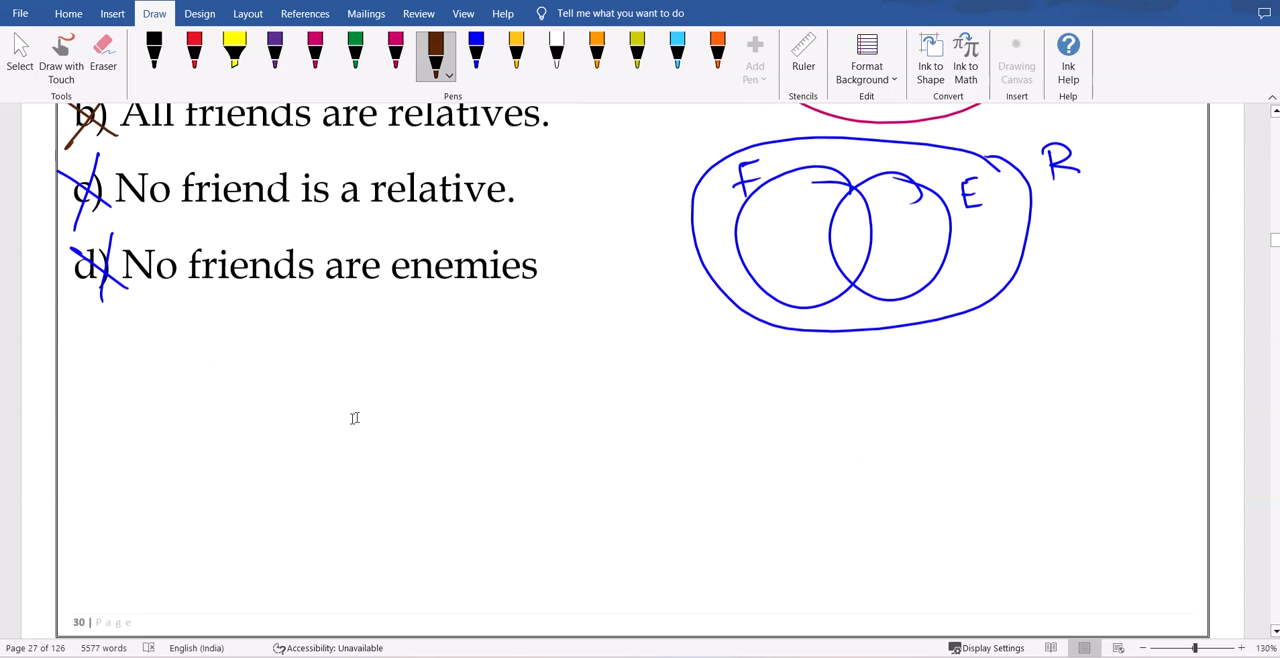 File Home Insert Draw Design Layout References Mailings Review View Help Tell me what you want to do
Select Draw with Touch Eraser Add Pen Ruler Format Background Ink to Shape Ink to Math Drawing Canvas Ink Help
Tools Pens Stencils Edit Convert Insert Help
b) All friends are relatives.
c) No friend is a relative.
d) No friends are enemies
F E R
30 | Page
Page 27 of 126 5577 words English (India) Accessibility: Unavailable Display Settings 130%